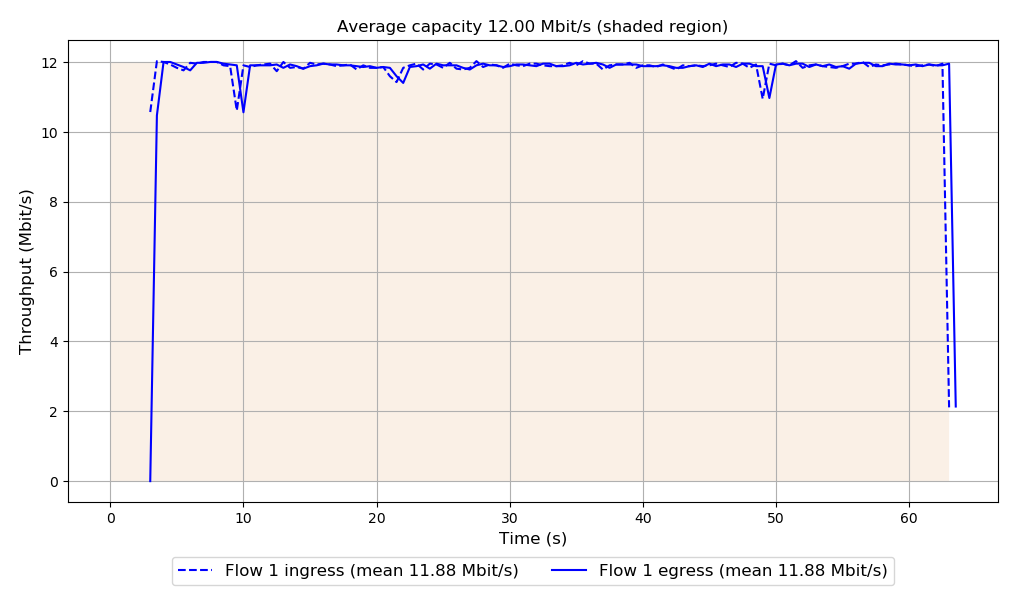 Average capacity 12.00 Mbit/s (shaded region)
Throughput (Mbit/s)
12
10
8
6
4
2
0
0 10 20 30 40 50 60
Time (s)
Flow 1 ingress (mean 11.88 Mbit/s) Flow 1 egress (mean 11.88 Mbit/s)